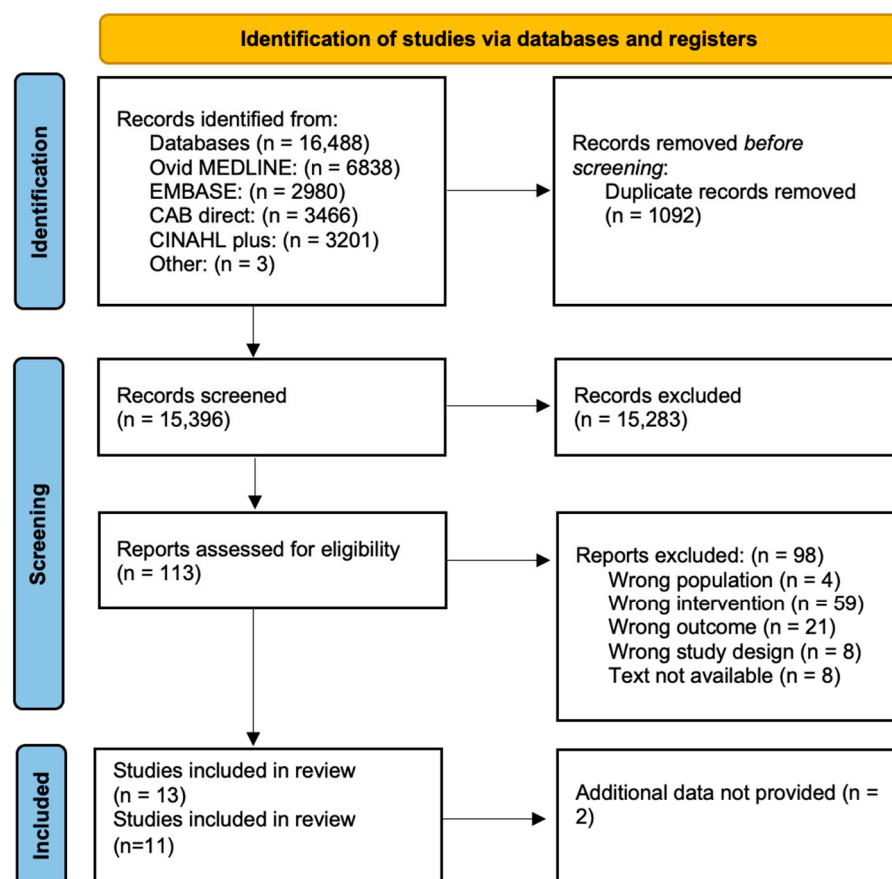 Identification of studies via databases and registers
Identification
Records identified from:
Databases (n = 16,488)
Ovid MEDLINE: (n = 6838)
EMBASE: (n = 2980)
CAB direct: (n = 3466)
CINAHL plus: (n = 3201)
Other: (n = 3)
Records removed before
screening:
Duplicate records removed
(n = 1092)
Screening
Records screened
(n = 15,396)
Records excluded
(n = 15,283)
Reports assessed for eligibility
(n = 113)
Reports excluded: (n = 98)
Wrong population (n = 4)
Wrong intervention (n = 59)
Wrong outcome (n = 21)
Wrong study design (n = 8)
Text not available (n = 8)
Included
Studies included in review
(n = 13)
Studies included in review
(n=11)
Additional data not provided (n =
2)